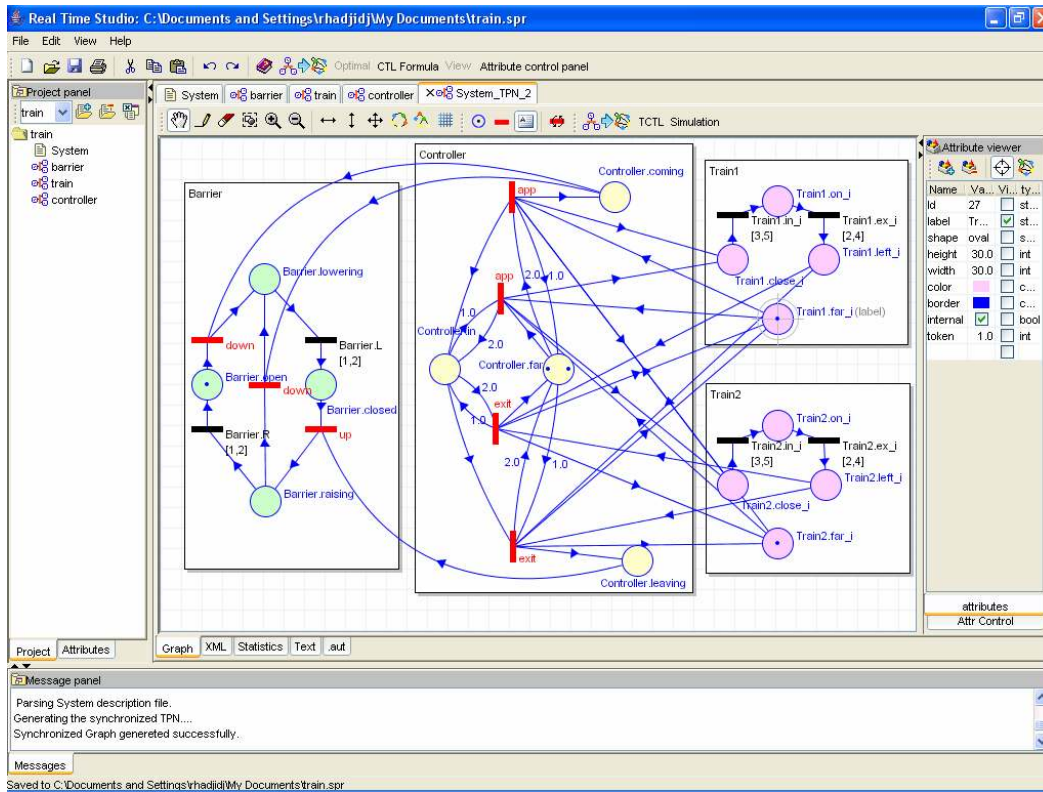 Real Time Studio: C:\Documents and Settings\rhadjidj\My Documents\train.spr
File Edit View Help
Optimal CTL Formula View Attribute control panel
Project panel
train
train
System
barrier
train
controller
System barrier train controller System_TPN_2
TCTL Simulation
Barrier
Barrier.lowering
down
Barrier.L
[1,2]
Barrier.open
down
Barrier.closed
Barrier.R
[1,2]
up
Barrier.raising
Controller
Controller.coming
app
app
2.0
1.0
1.0
Controller.in
2.0
Controller.far
2.0
exit
1.0
2.0
1.0
exit
Controller.leaving
Train1
Train1.on_i
Train1.in_i
[3,5]
Train1.ex_i
[2,4]
Train1.left_i
Train1.close_i
Train1.far_i (label)
Train2
Train2.on_i
Train2.in_i
[3,5]
Train2.ex_i
[2,4]
Train2.left_i
Train2.close_i
Train2.far_i
Attribute viewer
Name Va... Vi... ty...
Id 27 st...
label Tr... st...
shape oval s...
height 30.0 int
width 30.0 int
color c...
border c...
internal bool
token 1.0 int
attributes
Attr Control
Project Attributes
Graph XML Statistics Text .aut
Message panel
Parsing System description file.
Generating the synchronized TPN....
Synchronized Graph genereted successfully.
Messages
Saved to C:\Documents and Settings\rhadjidj\My Documents\train.spr